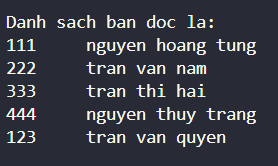 Danh sach ban doc la:
111 nguyen hoang tung
222 tran van nam
333 tran thi hai
444 nguyen thuy trang
123 tran van quyen